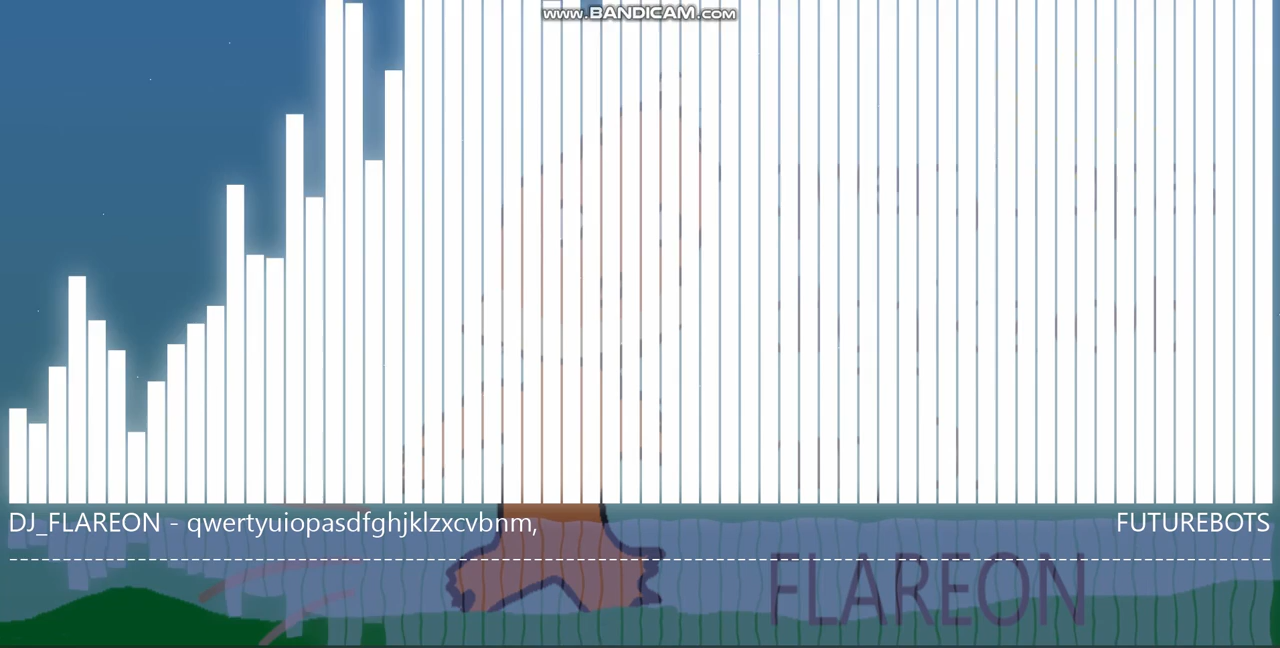 www.BANDICAM.com
DJ_FLAREON - qwertyuiopasdfghjklzxcvbnm,
FUTUREBOTS
FLAREON